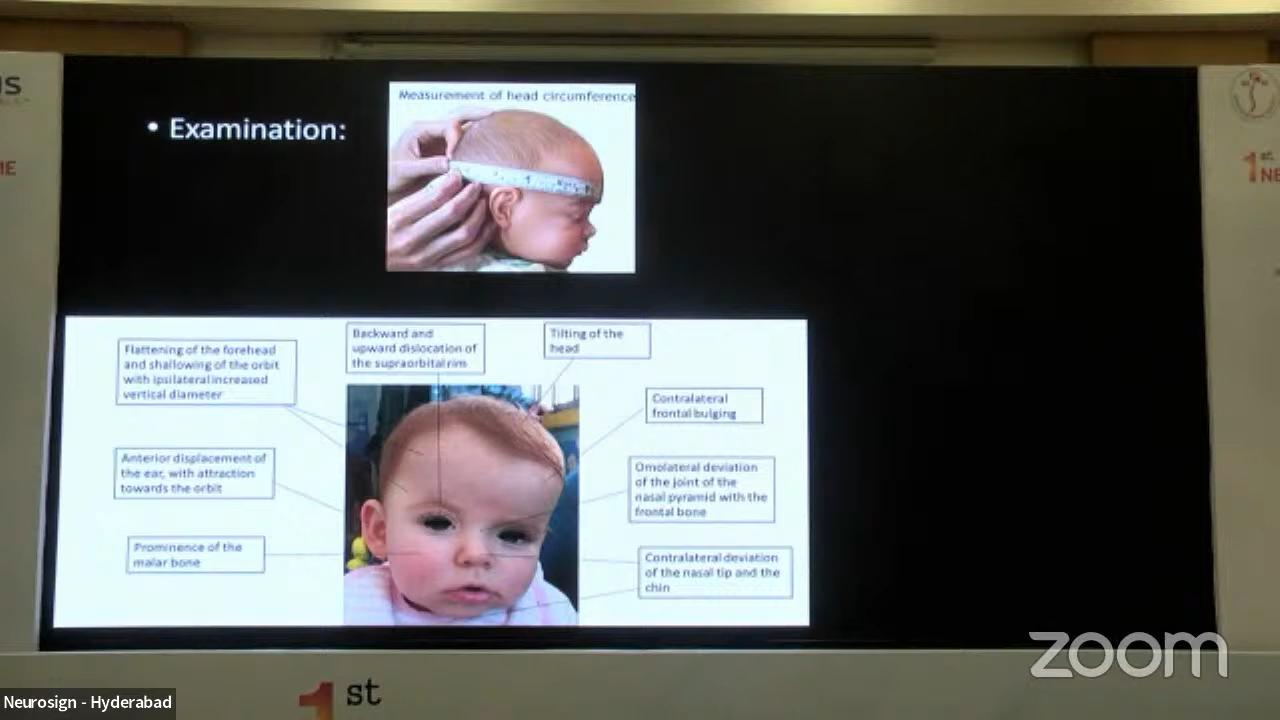 Measurement of head circumference
• Examination:
Backward and
upward dislocation of
the supraorbital rim
Tilting of the
head
Flattening of the forehead
and shallowing of the orbit
with ipsilateral increased
vertical diameter
Contralateral
frontal bulging
Anterior displacement of
the ear, with attraction
towards the orbit
Omolateral deviation
of the joint of the
nasal pyramid with the
frontal bone
Prominence of the
malar bone
Contralateral deviation
of the nasal tip and the
chin
1st
NE
ME
zoom
Neurosign - Hyderabad
1st